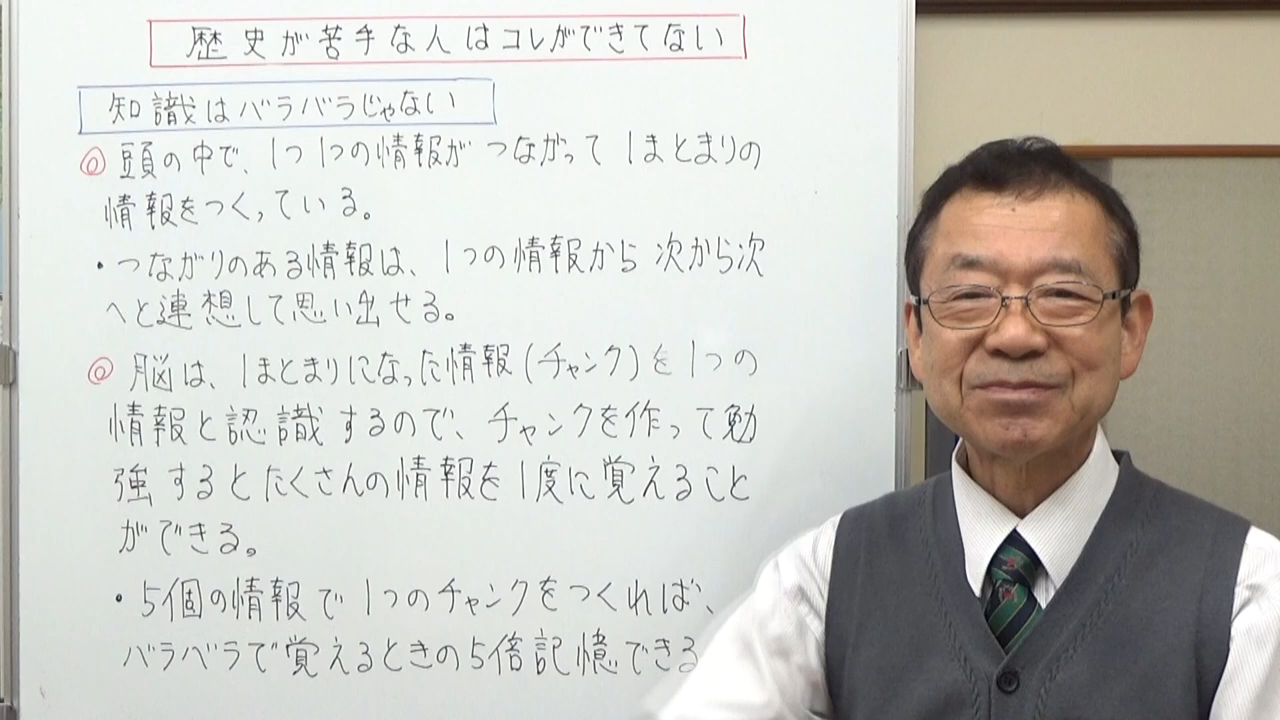 歴史が苦手な人はコレができてない
知識はバラバラじゃない
◎ 頭の中で、1つ1つの情報がつながって1まとまりの
情報をつくっている。
・つながりのある情報は、1つの情報から次から次
へと連想して思い出せる。
◎ 脳は、1まとまりになった情報(チャンク)を1つの
情報と認識するので、チャンクを作って勉
強するとたくさんの情報を1度に覚えること
ができる。
・5個の情報で1つのチャンクをつくれば、
バラバラで覚えるときの5倍記憶できる